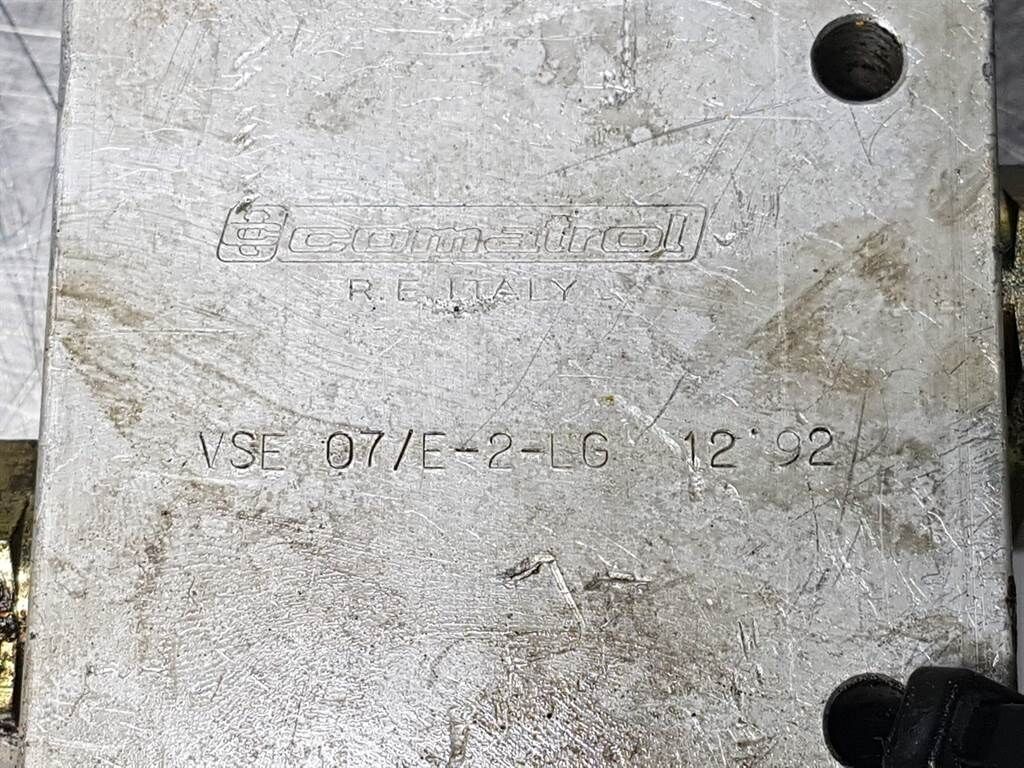 comatrol
R.E. ITALY
VSE 07/E-2-LG 12 92